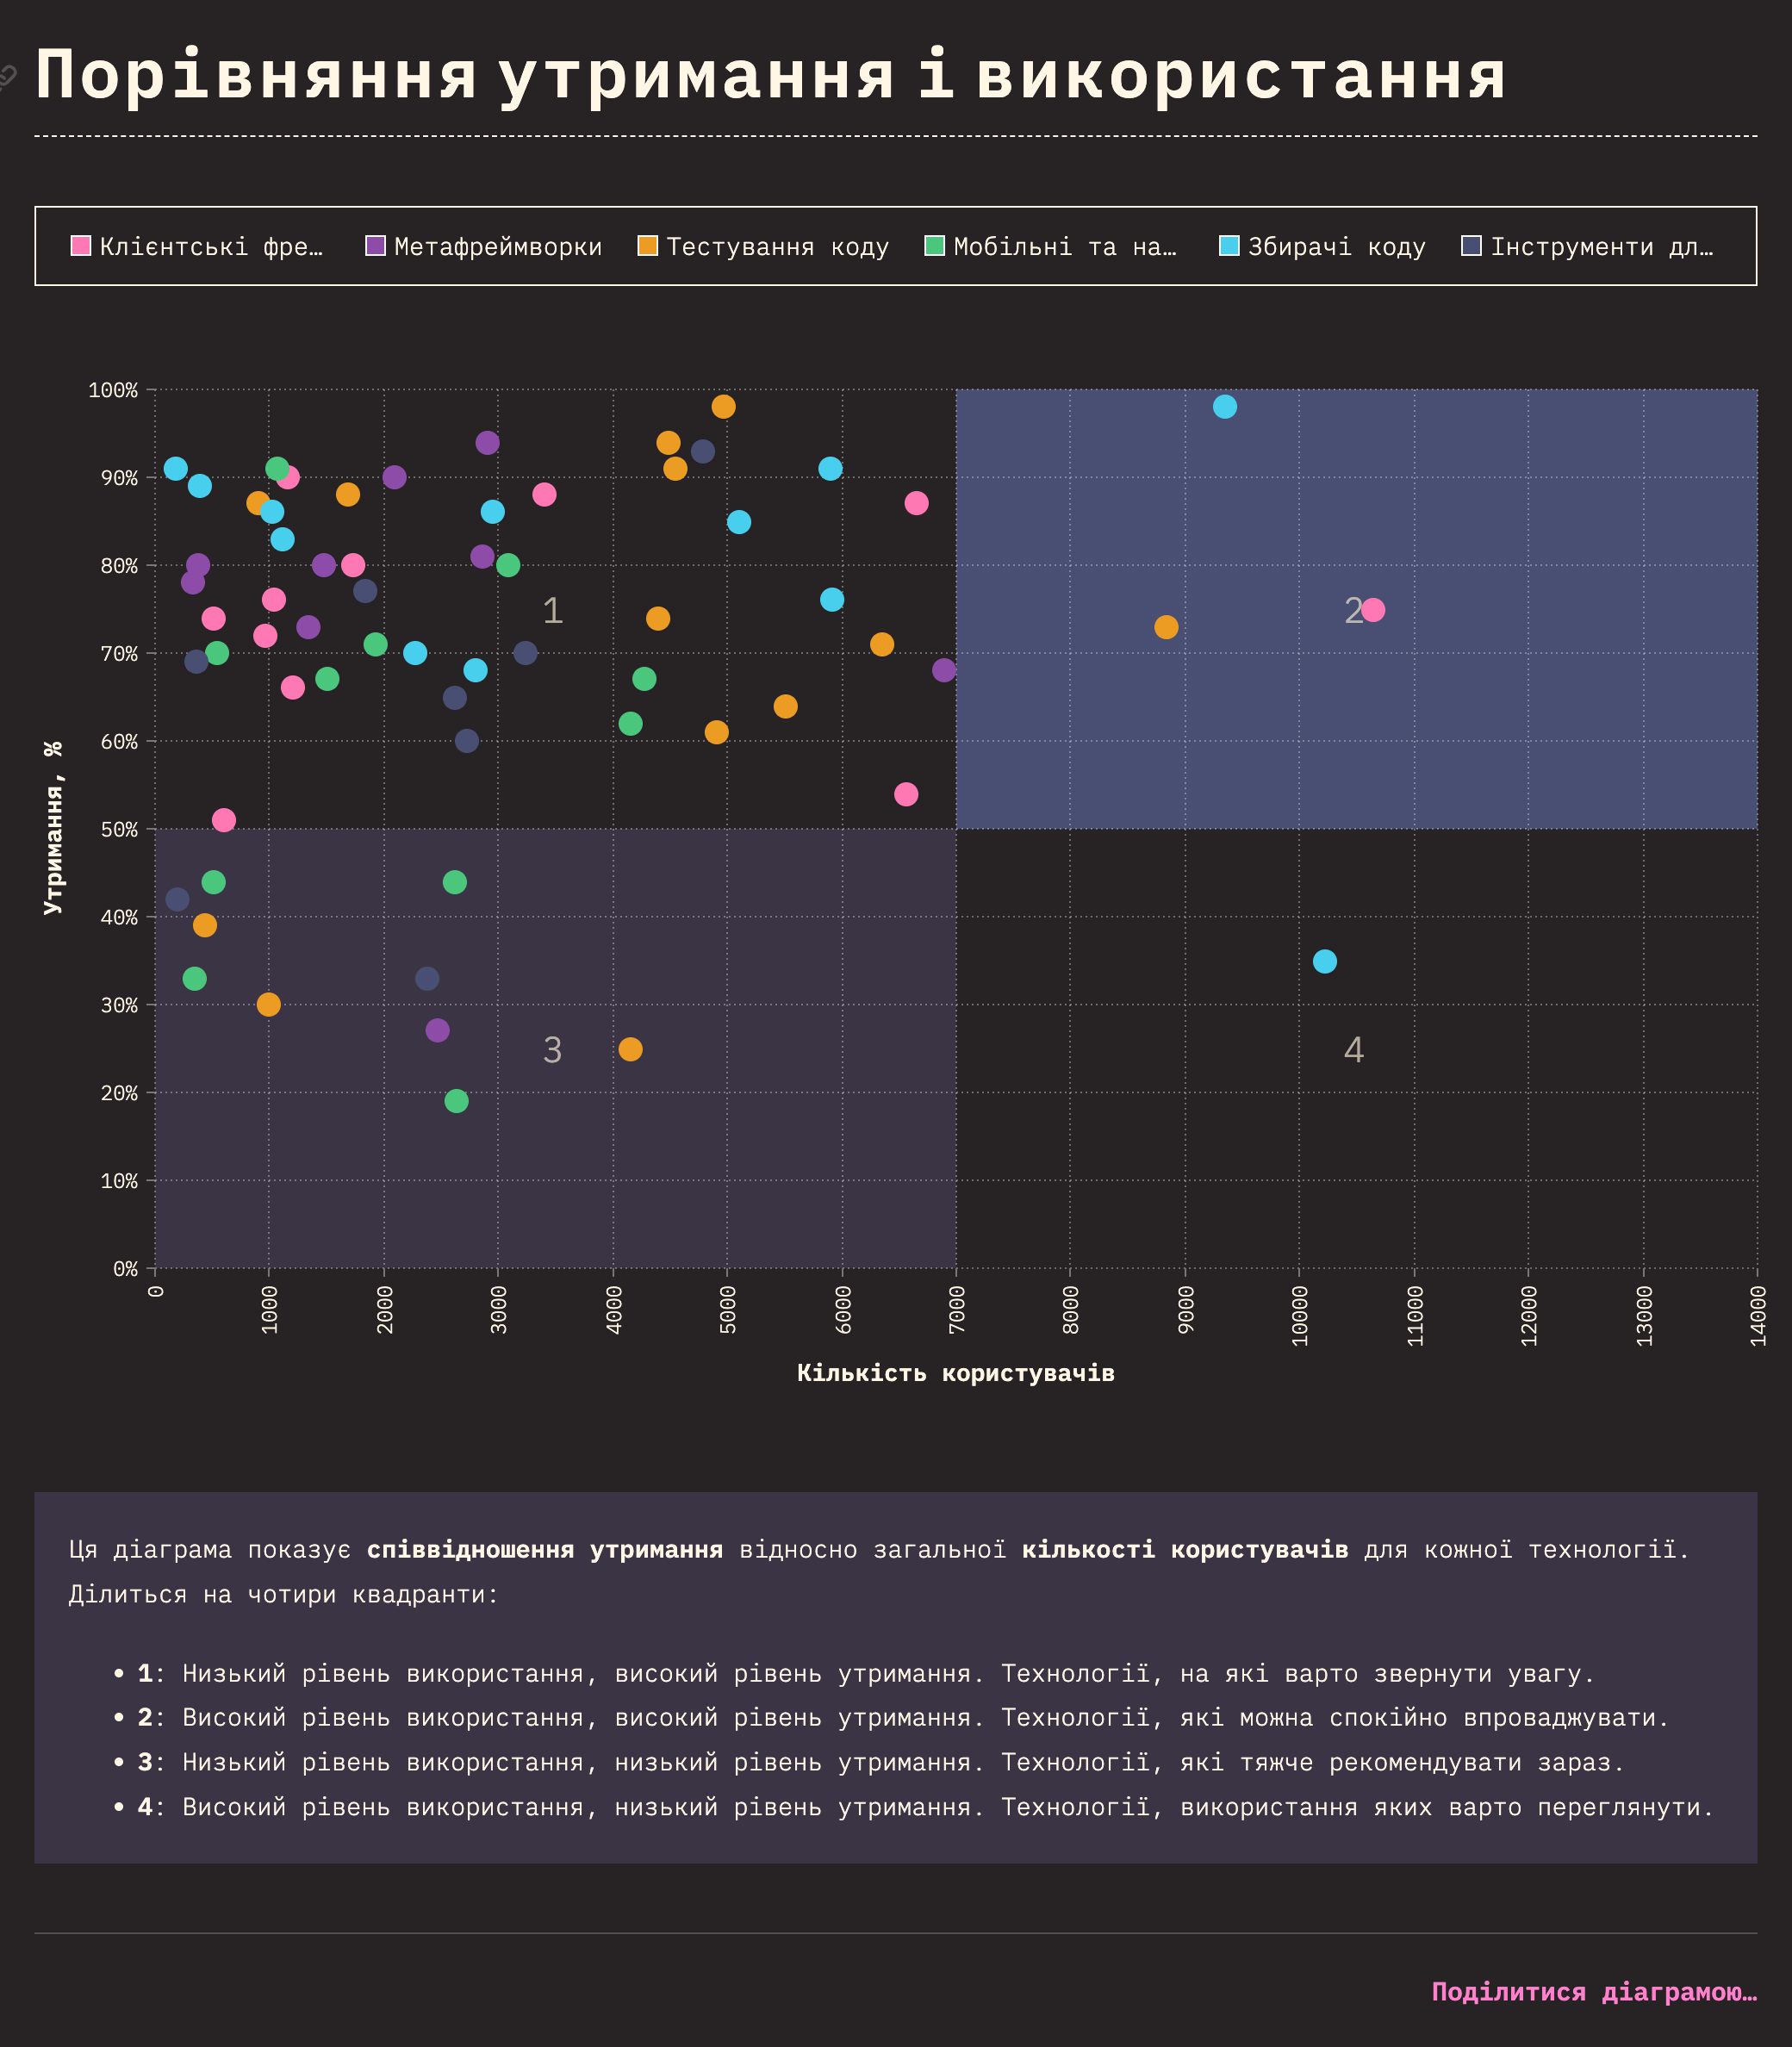 Порівняння утримання і використання
Клієнтські фре… Метафреймворки Тестування коду Мобільні та на… Збирачі коду Інструменти дл…
100%
90%
80%
70%
60%
50%
40%
30%
20%
10%
0%
Утримання, %
1
2
3
4
0 1000 2000 3000 4000 5000 6000 7000 8000 9000 10000 11000 12000 13000 14000
Кількість користувачів
Ця діаграма показує співвідношення утримання відносно загальної кількості користувачів для кожної технології.
Ділиться на чотири квадранти:
• 1: Низький рівень використання, високий рівень утримання. Технології, на які варто звернути увагу.
• 2: Високий рівень використання, високий рівень утримання. Технології, які можна спокійно впроваджувати.
• 3: Низький рівень використання, низький рівень утримання. Технології, які тяжче рекомендувати зараз.
• 4: Високий рівень використання, низький рівень утримання. Технології, використання яких варто переглянути.
Поділитися діаграмою…